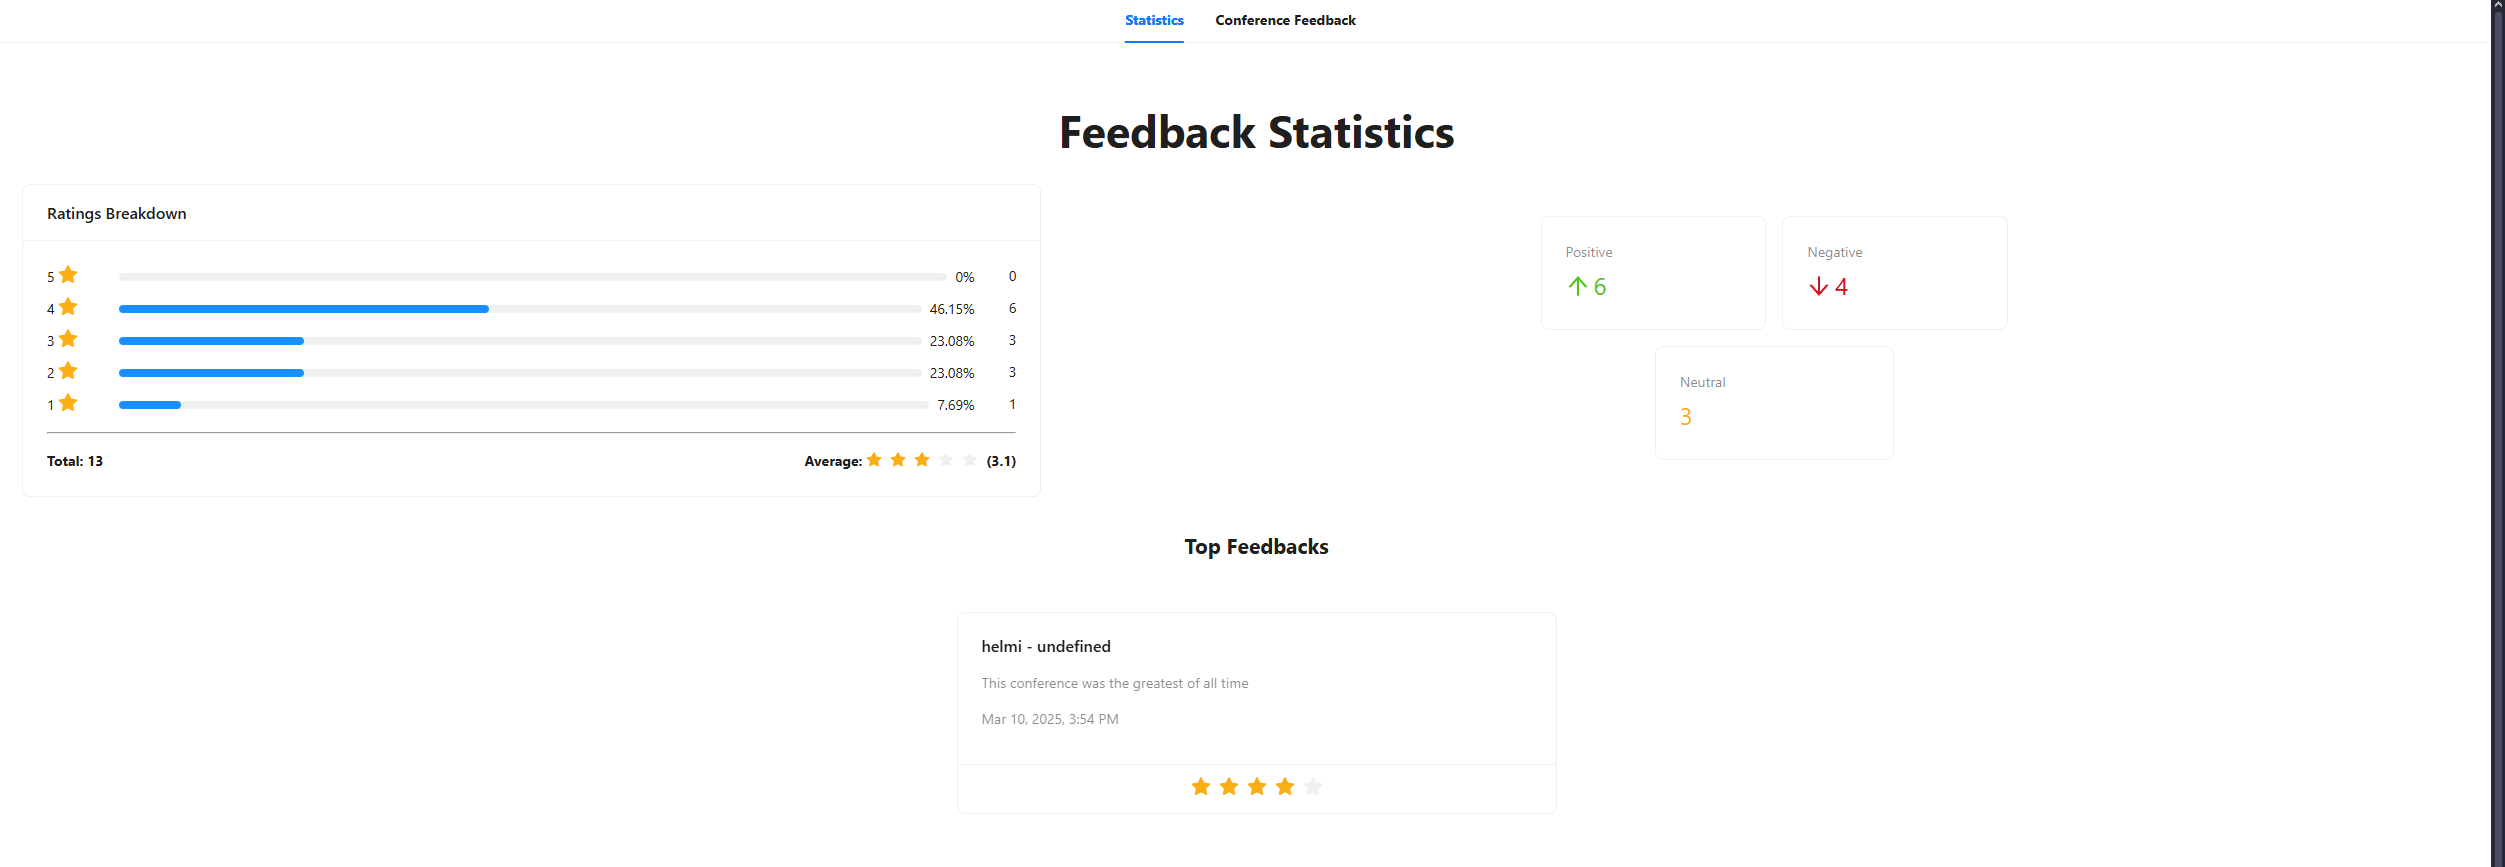 Statistics Conference Feedback
Feedback Statistics
Ratings Breakdown
5 0% 0
4 46.15% 6
3 23.08% 3
2 23.08% 3
1 7.69% 1
Total: 13 Average: (3.1)
Positive
6
Negative
4
Neutral
3
Top Feedbacks
helmi - undefined
This conference was the greatest of all time
Mar 10, 2025, 3:54 PM